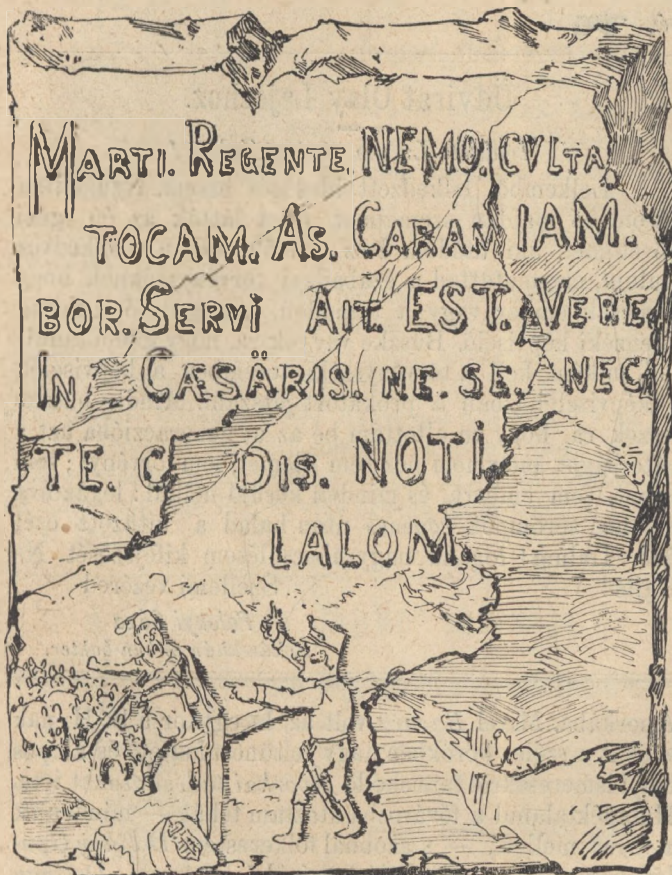 MARTI. REGENTE. NEMO. CVLTA
TOCAM. AS. CARAM IAM.
BOR. SERVi AIT. EST. VERE
IN CÆSÄRIS. NE. SE. NEC
TE. C DIS. NOTI i
LALOM.